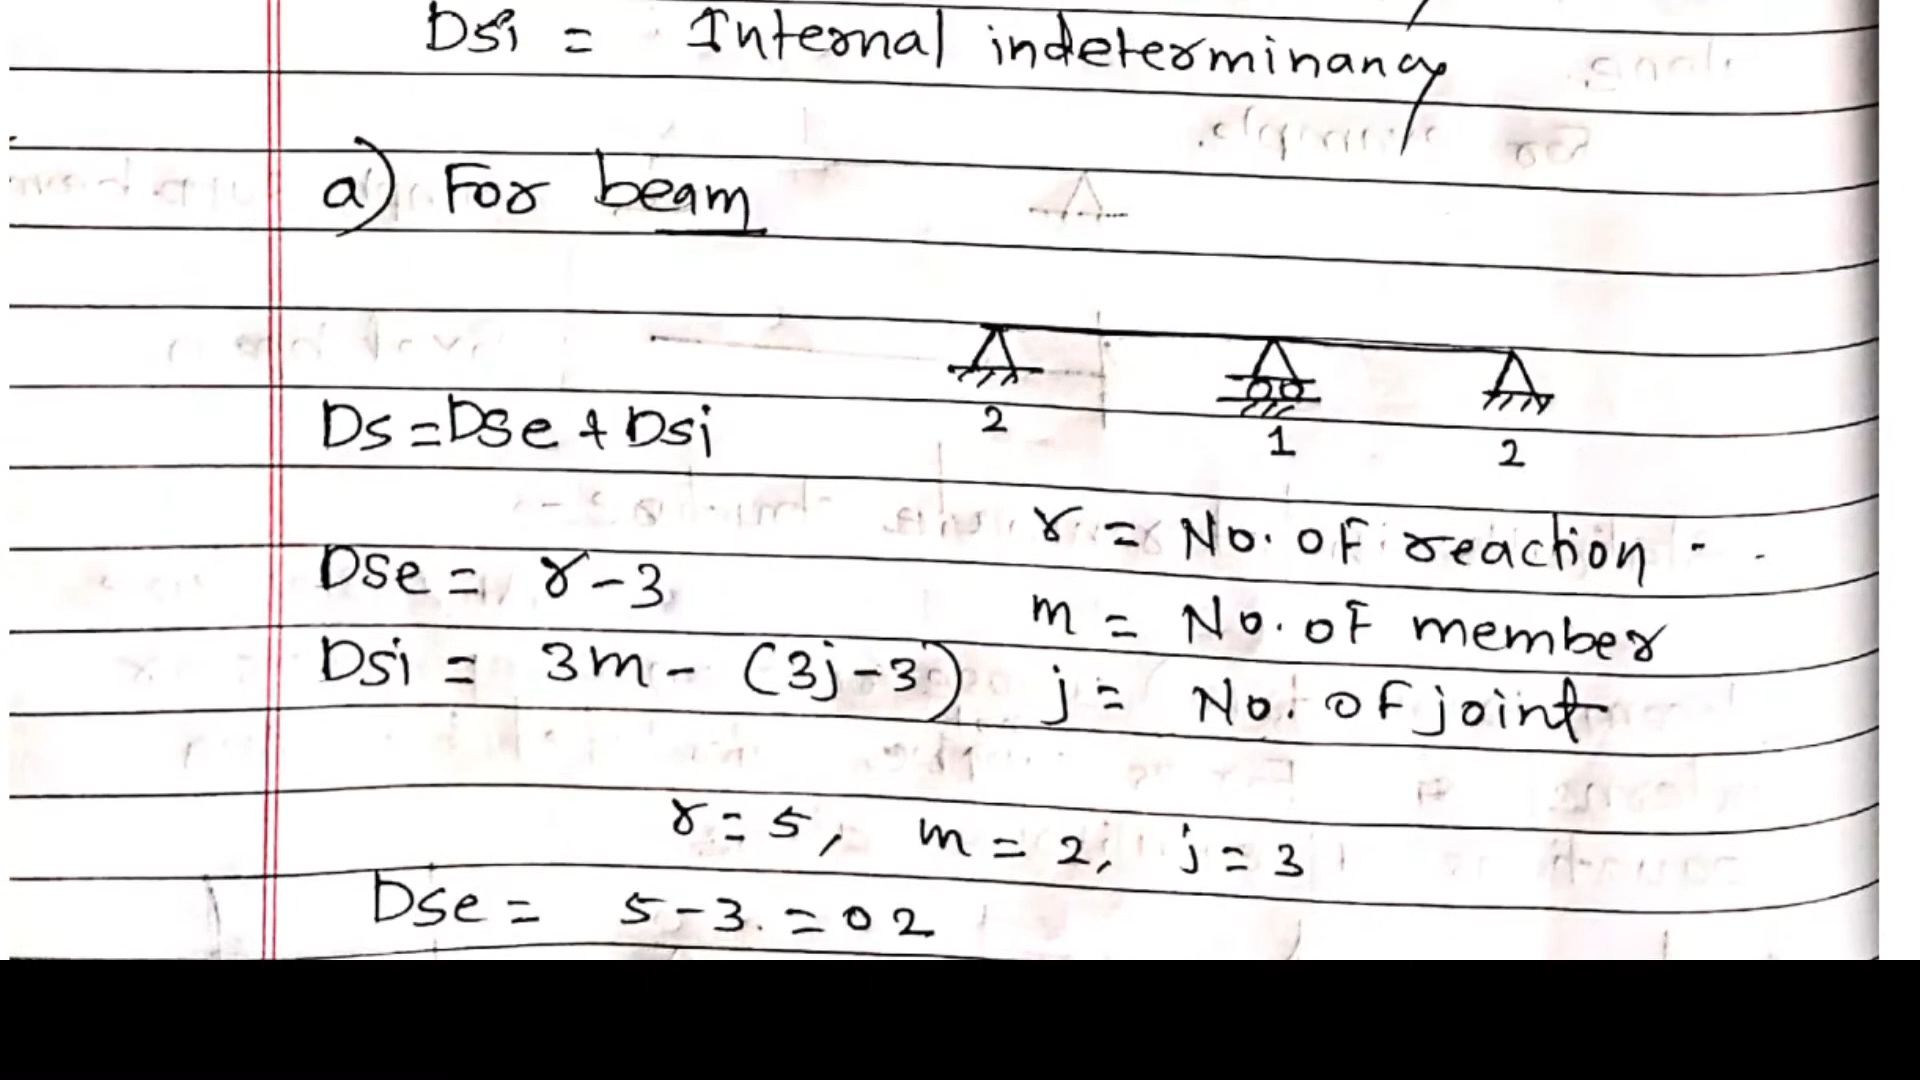 Dsi = Internal indeterminancy
a) For beam
2 1 2
Ds = Dse + Dsi
r = No. of reaction
Dse = r - 3
m = No. of member
Dsi = 3m - (3j-3)
j = No. of joint
r = 5, m = 2, j = 3
Dse = 5-3. = 02